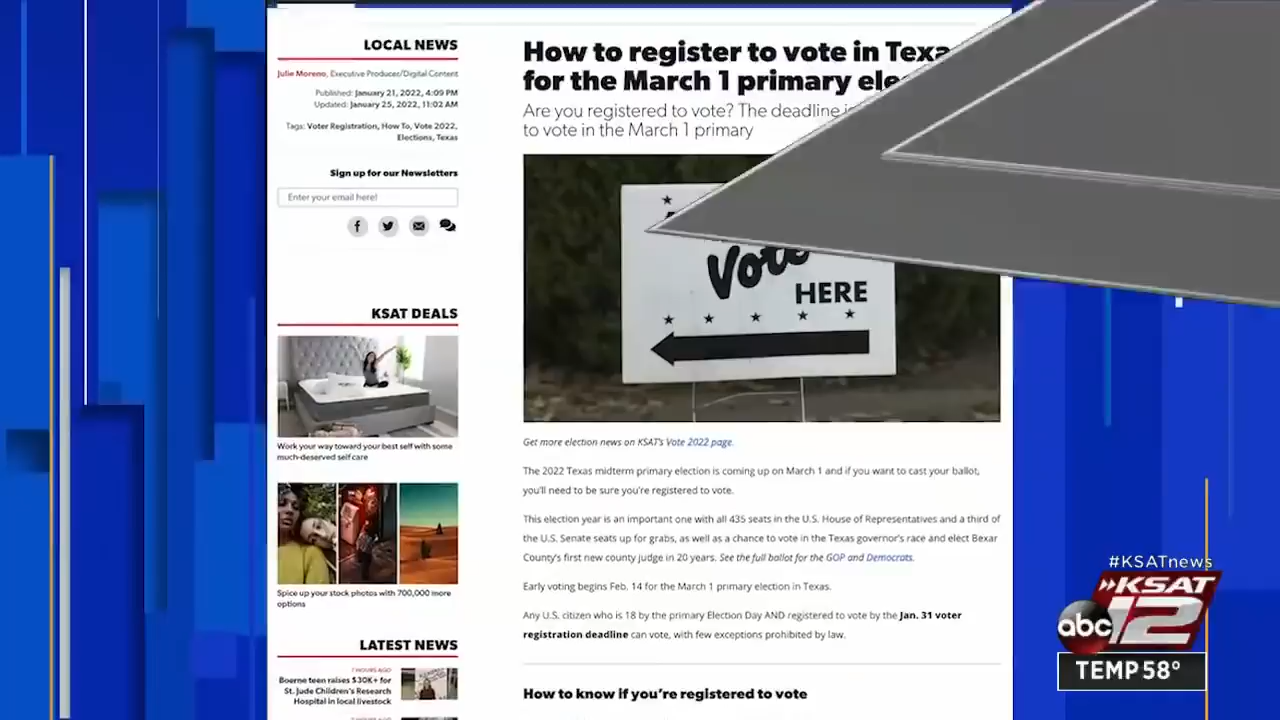 LOCAL NEWS
Julie Moreno, Executive Producer/Digital Content
Published: January 21, 2022, 4:09 PM
Updated: January 25, 2022, 11:02 AM
Tags: Voter Registration, How To, Vote 2022,
Elections, Texas
Sign up for our Newsletters
Enter your email here!
KSAT DEALS
Work your way toward your best self with some
much-deserved self care
Spice up your stock photos with 700,000 more
options
LATEST NEWS
7 HOURS AGO
Boerne teen raises $30K+ for
St. Jude Children's Research
Hospital in local livestock
How to register to vote in Texa
for the March 1 primary ele
Are you registered to vote? The deadline
to vote in the March 1 primary
Vote
HERE
Get more election news on KSAT's Vote 2022 page.
The 2022 Texas midterm primary election is coming up on March 1 and if you want to cast your ballot,
you'll need to be sure you're registered to vote.
This election year is an important one with all 435 seats in the U.S. House of Representatives and a third of
the U.S. Senate seats up for grabs, as well as a chance to vote in the Texas governor's race and elect Bexar
County's first new county judge in 20 years. See the full ballot for the GOP and Democrats.
Early voting begins Feb. 14 for the March 1 primary election in Texas.
Any U.S. citizen who is 18 by the primary Election Day AND registered to vote by the Jan. 31 voter
registration deadline can vote, with few exceptions prohibited by law.
How to know if you're registered to vote
#KSATnews
KSAT
abc 12
TEMP 58°